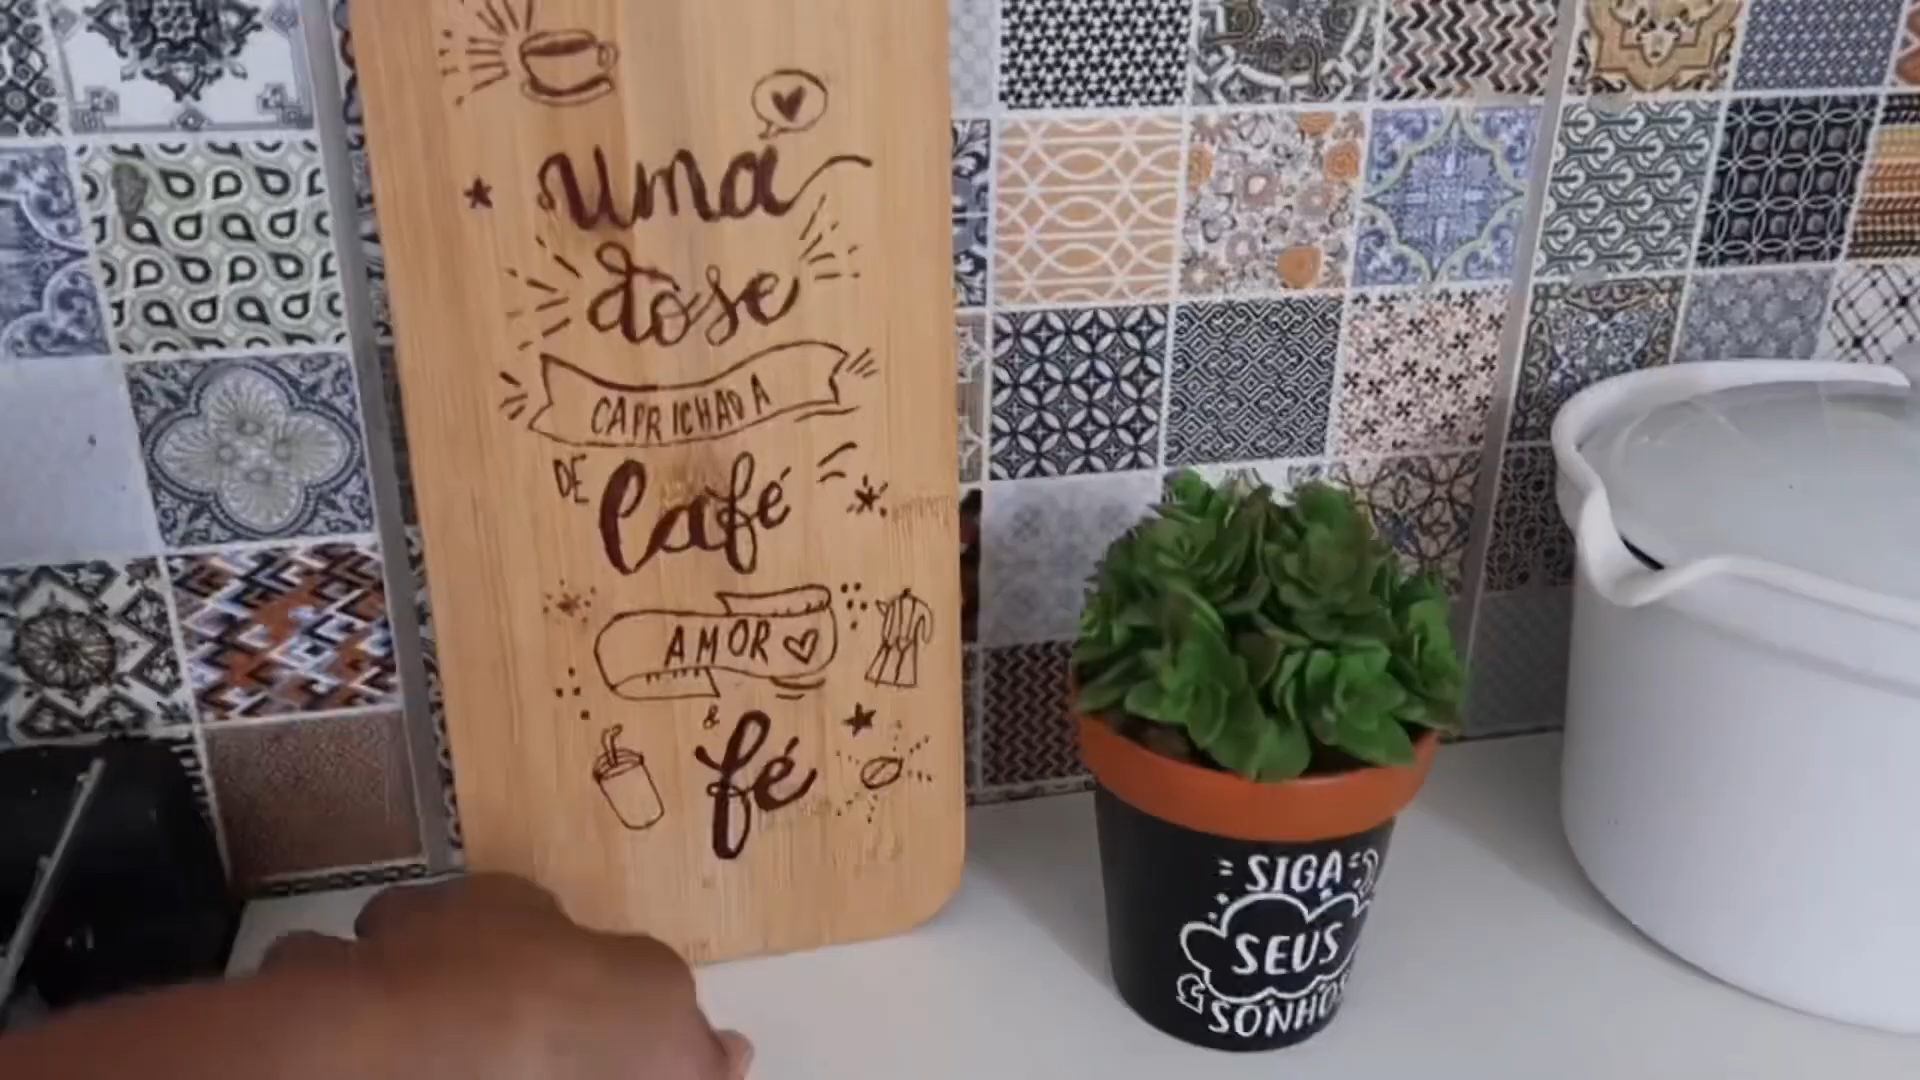 uma
dose
CAPRICHADA
DE Café
AMOR
&
fé
SIGA
SEUS
SONHOS